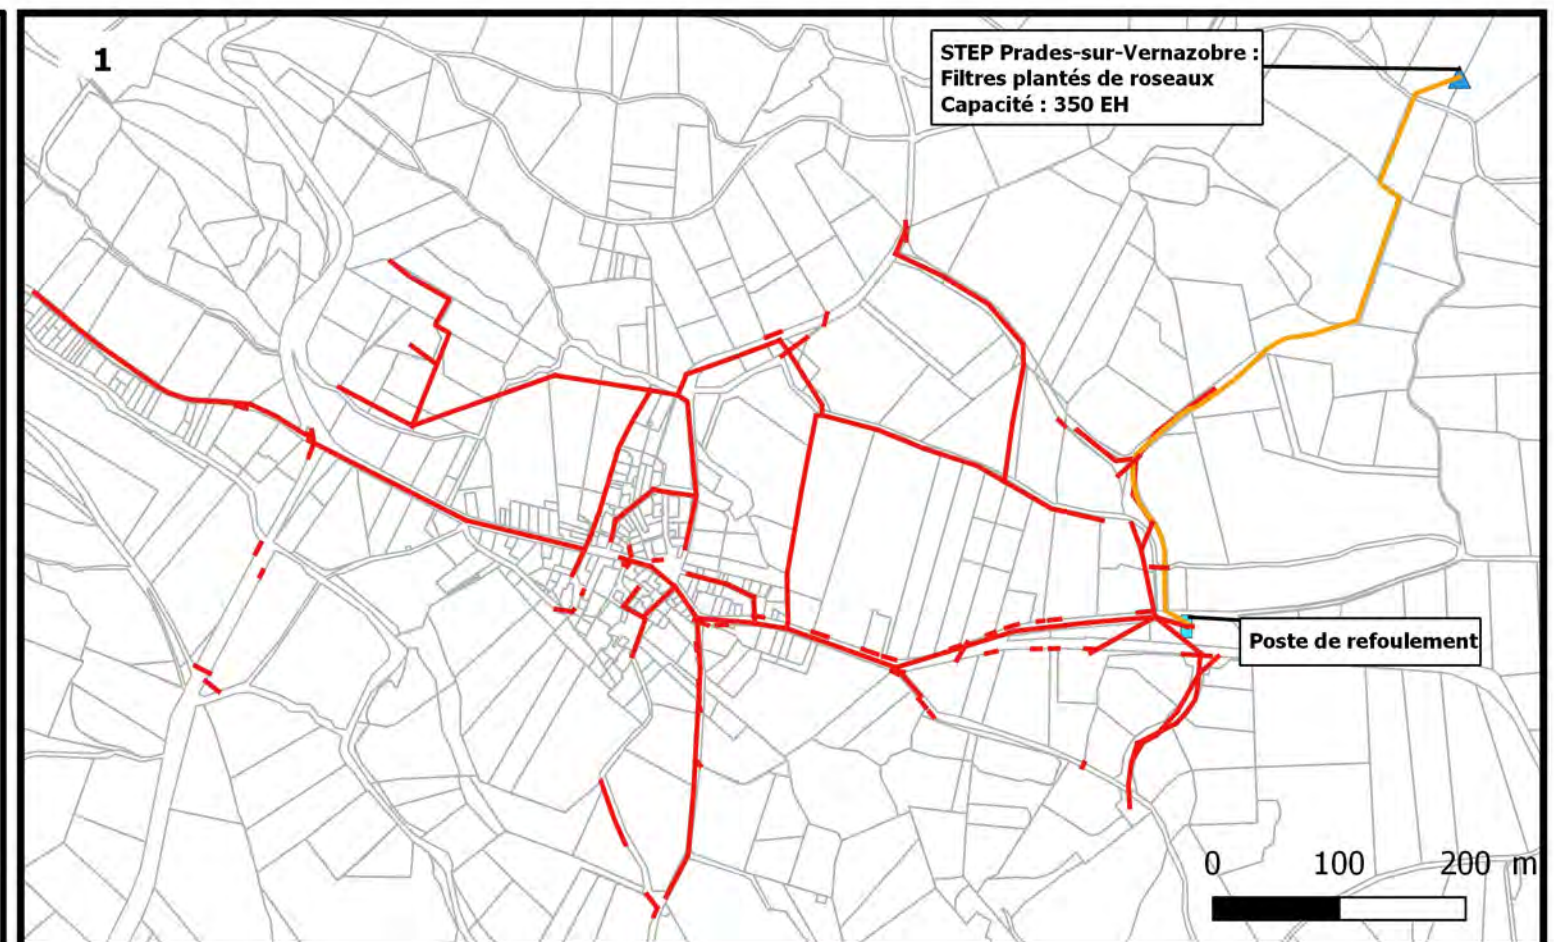 1
STEP Prades-sur-Vernazobre :
Filtres plantés de roseaux
Capacité : 350 EH
Poste de refoulement
0 100 200 m